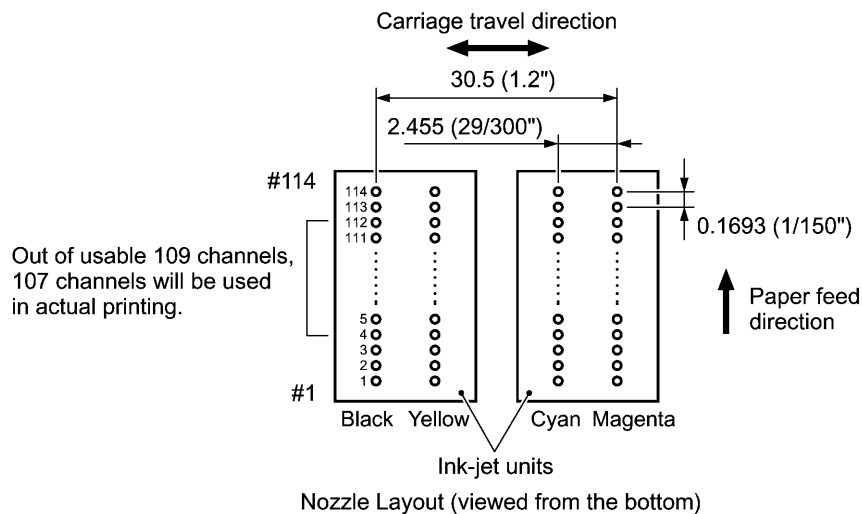 Carriage travel direction
30.5 (1.2")
2.455 (29/300")
#114
114
113
112
111
0.1693 (1/150")
Out of usable 109 channels,
107 channels will be used
in actual printing.
Paper feed
direction
5
4
3
2
1
#1
Black Yellow Cyan Magenta
Ink-jet units
Nozzle Layout (viewed from the bottom)